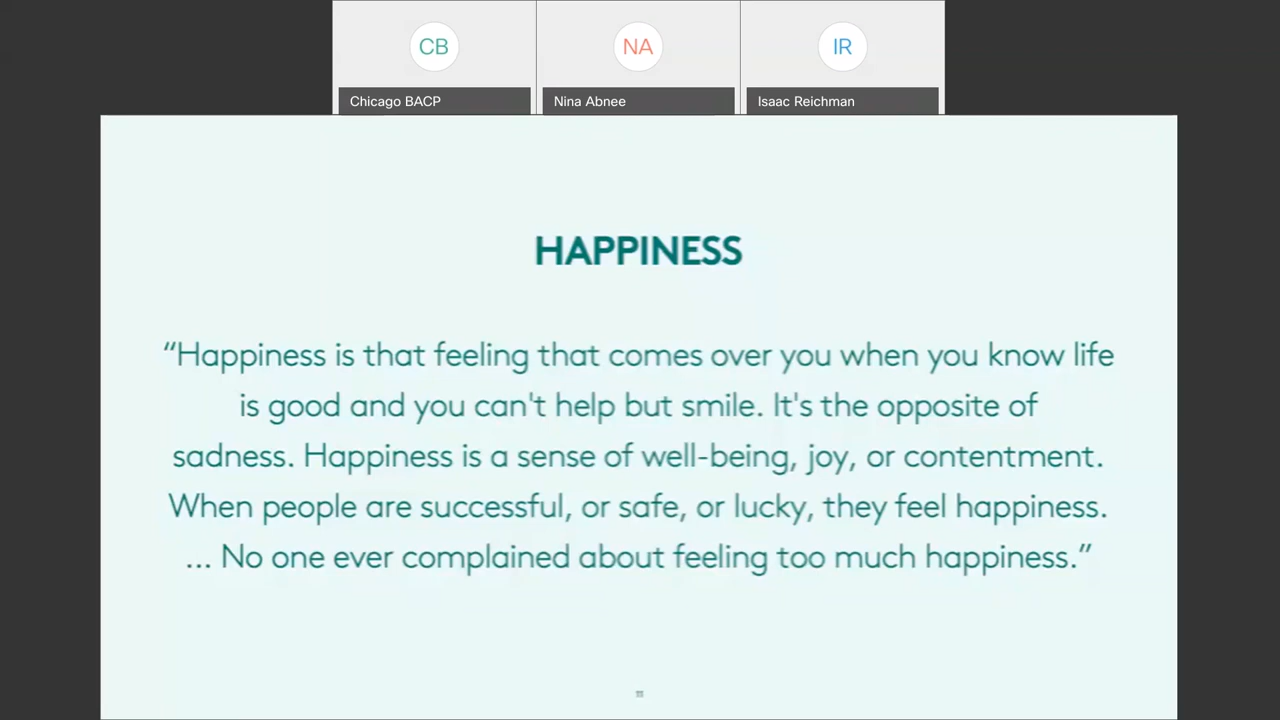 CB
NA
IR
Chicago BACP
Nina Abnee
Isaac Reichman
HAPPINESS
“Happiness is that feeling that comes over you when you know life
is good and you can't help but smile. It's the opposite of
sadness. Happiness is a sense of well-being, joy, or contentment.
When people are successful, or safe, or lucky, they feel happiness.
... No one ever complained about feeling too much happiness.”